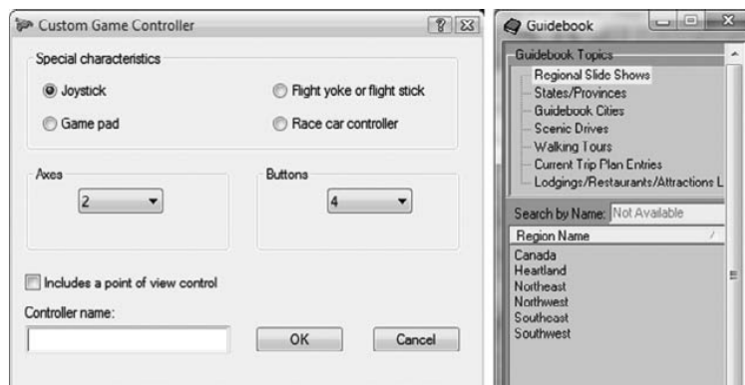 Custom Game Controller
Special characteristics
Joystick
Flight yoke or flight stick
Game pad
Race car controller
Axes
2
Buttons
4
Includes a point of view control
Controller name:
OK
Cancel
Guidebook
Guidebook Topics
Regional Slide Shows
States/Provinces
Guidebook Cities
Scenic Drives
Walking Tours
Current Trip Plan Entries
Lodgings/Restaurants/Attractions L
Search by Name: Not Available
Region Name
Canada
Heartland
Northeast
Northwest
Southeast
Southwest